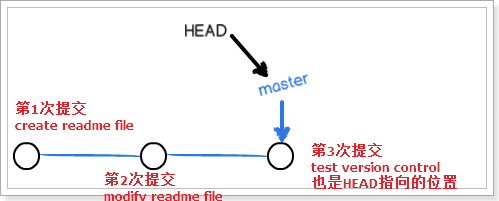 HEAD
master
第1次提交
create readme file
第2次提交
modify readme file
第3次提交
test version control
也是HEAD指向的位置